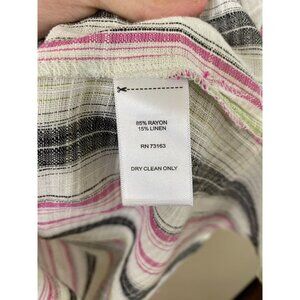 85% RAYON
15% LINEN
RN 73163
DRY CLEAN ONLY